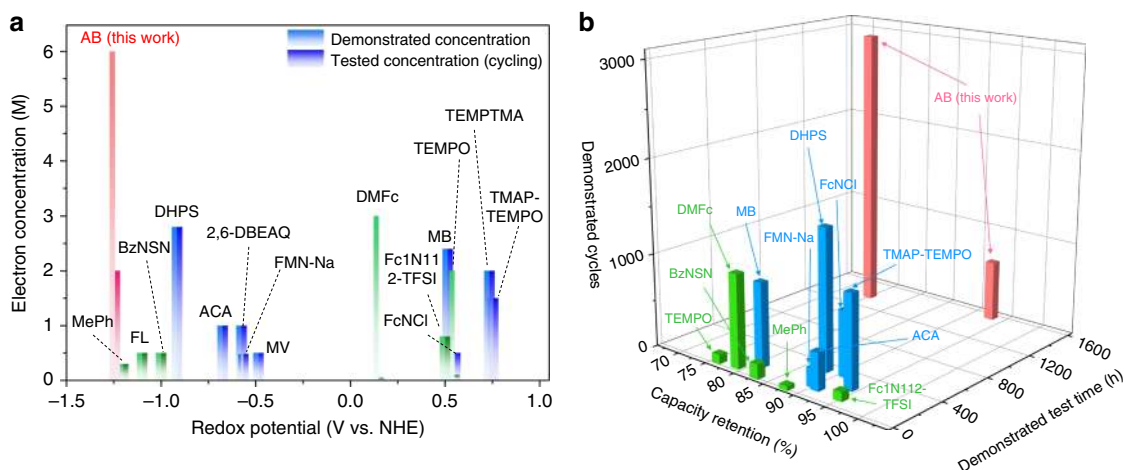 a
AB (this work)
Demonstrated concentration
Tested concentration (cycling)
TEMPTMA
TEMPO
TMAP-
TEMPO
DMFc
DHPS
BzNSN
2,6-DBEAQ
FMN-Na
MB
Fc1N11
2-TFSI
FcNCl
MePh
FL
ACA
MV
Electron concentration (M)
6
5
4
3
2
1
0
−1.5
−1.0
−0.5
0.0
0.5
1.0
Redox potential (V vs. NHE)
b
AB (this work)
DHPS
FcNCl
DMFc
MB
FMN-Na
TMAP-TEMPO
BzNSN
TEMPO
MePh
ACA
Fc1N112-
TFSI
Demonstrated cycles
3000
2000
1000
0
70
75
80
85
90
95
100
Capacity retention (%)
0
400
800
1200
1600
Demonstrated test time (h)